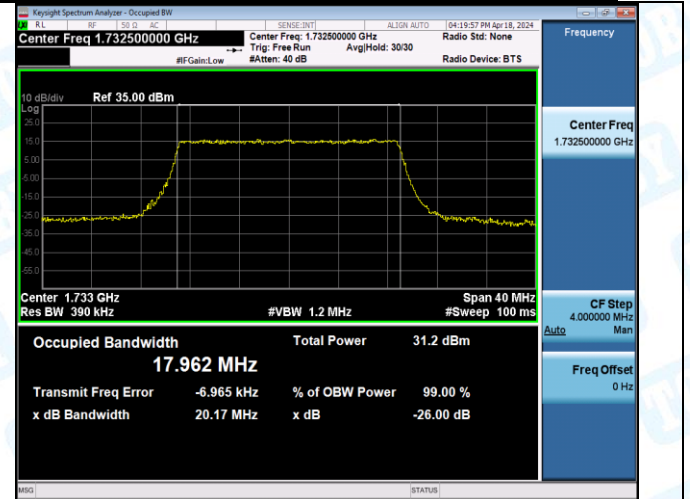 Keysight Spectrum Analyzer - Occupied BW
RL RF 50 Ω AC SENSE:INT ALIGN AUTO 04:19:57 PM Apr 18, 2024
Center Freq 1.732500000 GHz Center Freq: 1.732500000 GHz Radio Std: None Frequency
Trig: Free Run Avg|Hold: 30/30
#IFGain:Low #Atten: 40 dB Radio Device: BTS
10 dB/div Ref 35.00 dBm
Log
25.0
15.0
5.00
-5.00
-15.0
-25.0
-35.0
-45.0
-55.0
Center Freq
1.732500000 GHz
Center 1.733 GHz Span 40 MHz
Res BW 390 kHz #VBW 1.2 MHz #Sweep 100 ms
CF Step
4.000000 MHz
Auto Man
Occupied Bandwidth Total Power 31.2 dBm
17.962 MHz
Freq Offset
0 Hz
Transmit Freq Error -6.965 kHz % of OBW Power 99.00 %
x dB Bandwidth 20.17 MHz x dB -26.00 dB
MSG STATUS